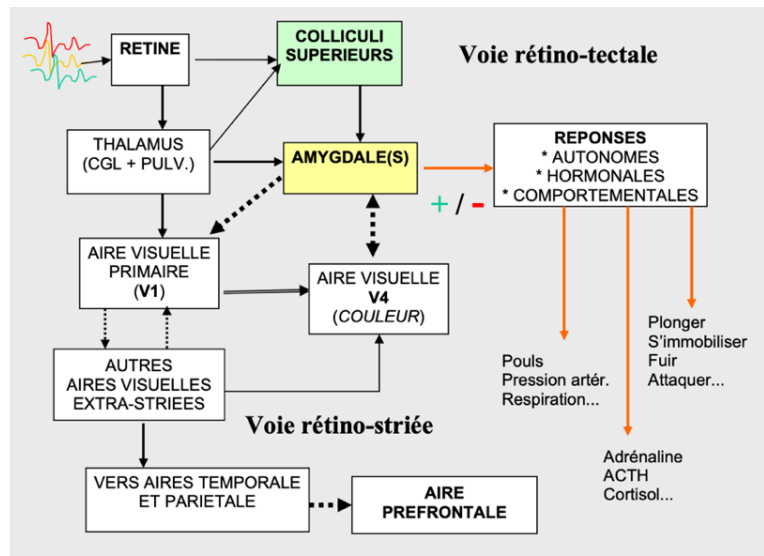 RETINE
COLLICULI
SUPERIEURS
Voie rétino-tectale
THALAMUS
(CGL + PULV.)
AMYGDALE(S)
REPONSES
* AUTONOMES
* HORMONALES
* COMPORTEMENTALES
+ / -
AIRE VISUELLE
PRIMAIRE
(V1)
AIRE VISUELLE
V4
(COULEUR)
Plonger
S'immobiliser
Fuir
Attaquer...
Pouls
Pression artér.
Respiration...
AUTRES
AIRES VISUELLES
EXTRA-STRIEES
Voie rétino-striée
Adrénaline
ACTH
Cortisol...
VERS AIRES TEMPORALE
ET PARIETALE
AIRE
PREFRONTALE